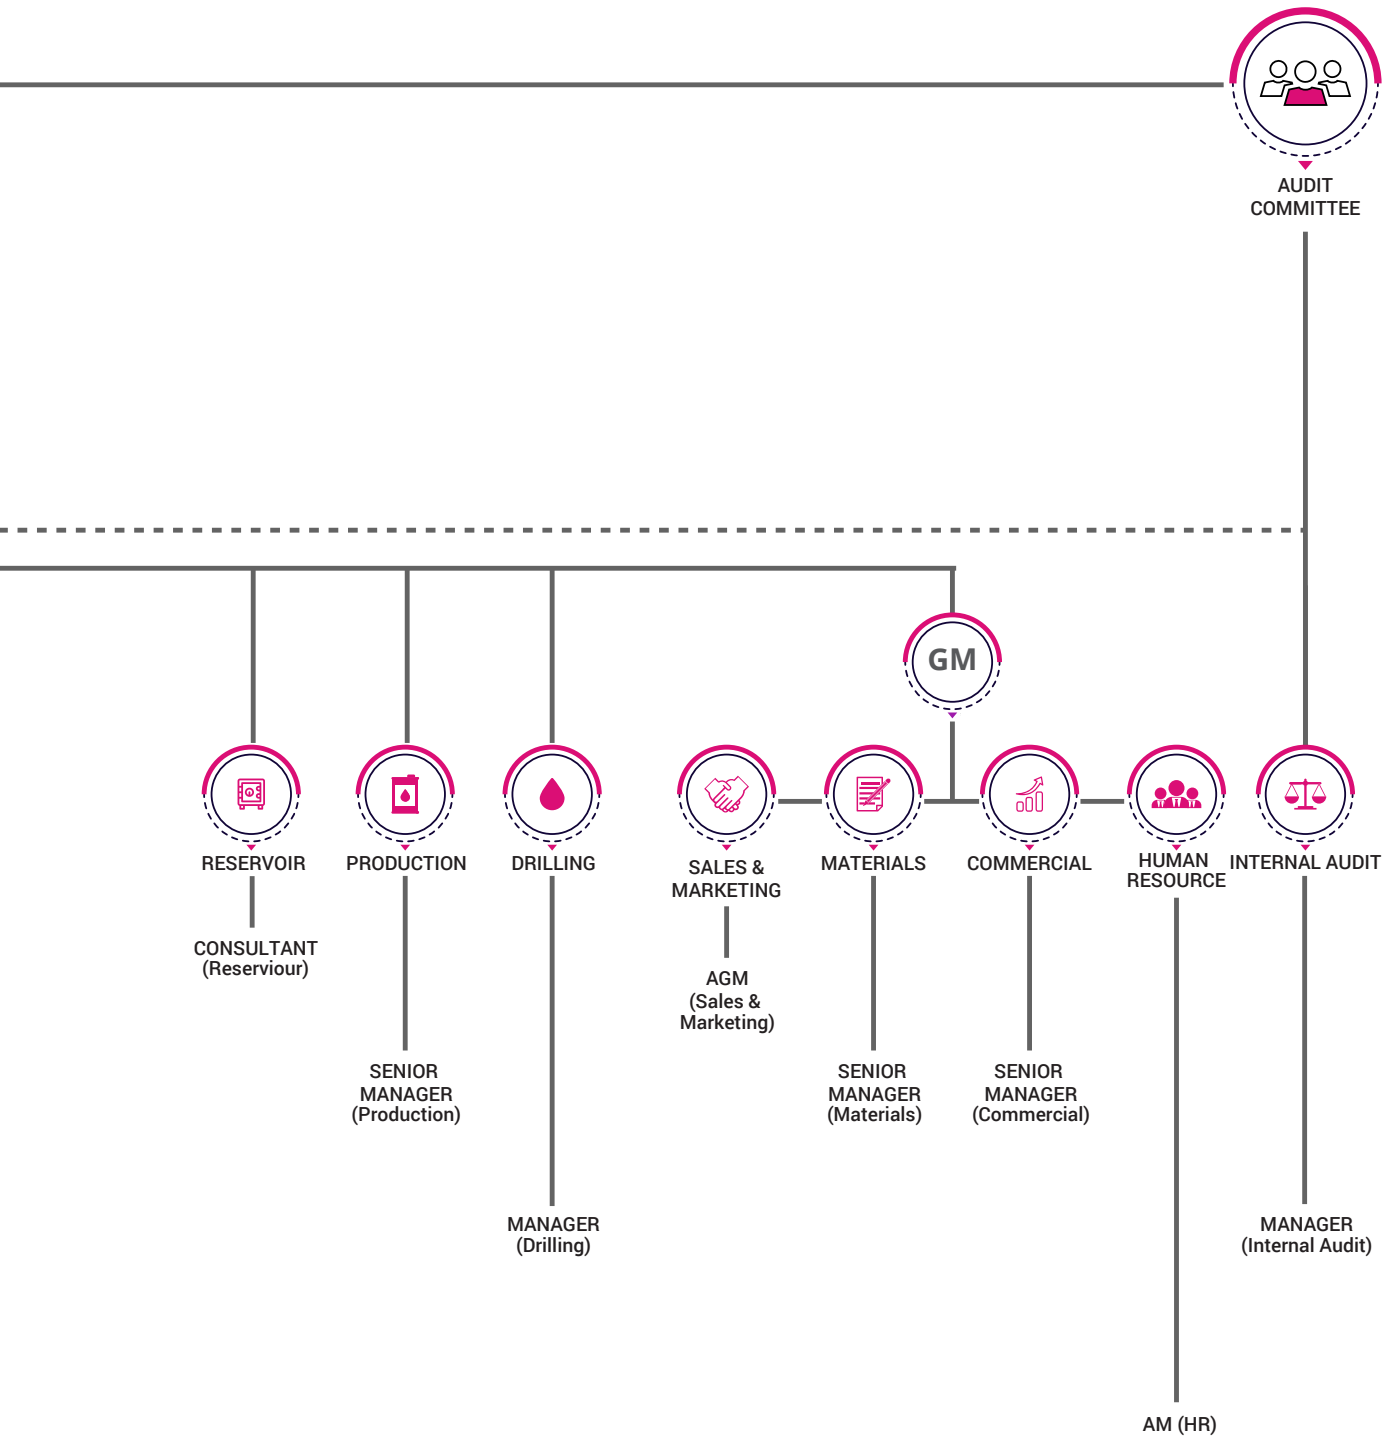 AUDIT
COMMITTEE
GM
RESERVOIR
PRODUCTION
DRILLING
SALES &
MARKETING
MATERIALS
COMMERCIAL
HUMAN
RESOURCE
INTERNAL AUDIT
CONSULTANT
(Reserviour)
AGM
(Sales &
Marketing)
SENIOR
MANAGER
(Production)
SENIOR
MANAGER
(Materials)
SENIOR
MANAGER
(Commercial)
MANAGER
(Drilling)
MANAGER
(Internal Audit)
AM (HR)